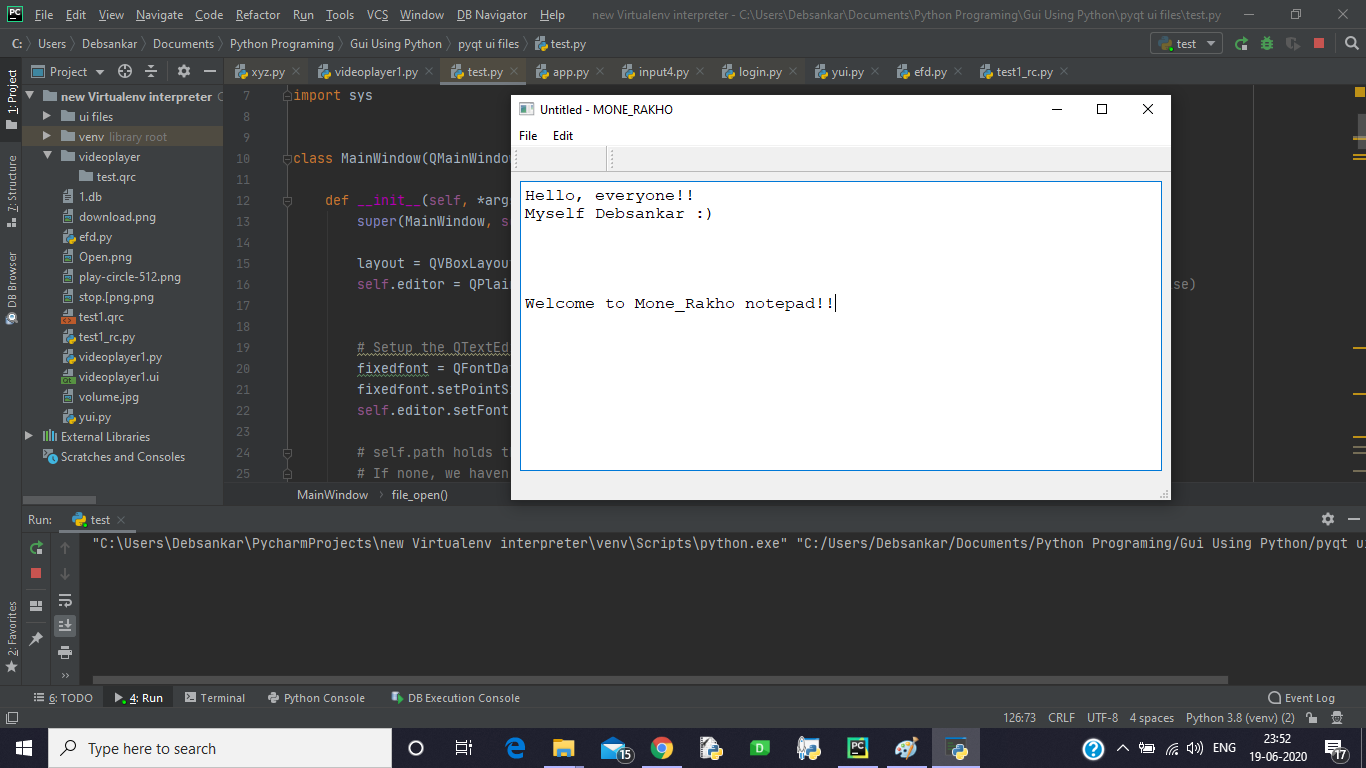 File Edit View Navigate Code Refactor Run Tools VCS Window DB Navigator Help new Virtualenv interpreter - C:\Users\Debsankar\Documents\Python Programing\Gui Using Python\pyqt ui files\test.py
C: Users Debsankar Documents Python Programing Gui Using Python pyqt ui files test.py test
Project xyz.py videoplayer1.py test.py app.py input4.py login.py yui.py efd.py test1_rc.py
1: Project
7: Structure
DB Browser
2: Favorites
new Virtualenv interpreter
ui files
venv library root
videoplayer
test.qrc
1.db
download.png
efd.py
Open.png
play-circle-512.png
stop.[png.png
test1.qrc
test1_rc.py
videoplayer1.py
videoplayer1.ui
volume.jpg
yui.py
External Libraries
Scratches and Consoles
7 import sys
8
9
10 class MainWindow(QMainWindo
11
12 def __init__(self, *arg
13 super(MainWindow, s
14
15 layout = QVBoxLayou
16 self.editor = QPlai se)
17
18
19 # Setup the QTextEd
20 fixedfont = QFontDa
21 fixedfont.setPointS
22 self.editor.setFont
23
24 # self.path holds t
25 # If none, we haven
MainWindow file_open()
Untitled - MONE_RAKHO
File Edit
Hello, everyone!!
Myself Debsankar :)
Welcome to Mone_Rakho notepad!!
Run: test
"C:\Users\Debsankar\PycharmProjects\new Virtualenv interpreter\venv\Scripts\python.exe" "C:/Users/Debsankar/Documents/Python Programing/Gui Using Python/pyqt u
6: TODO 4: Run Terminal Python Console DB Execution Console Event Log
126:73 CRLF UTF-8 4 spaces Python 3.8 (venv) (2)
Type here to search 15 ENG 23:52
19-06-2020 17